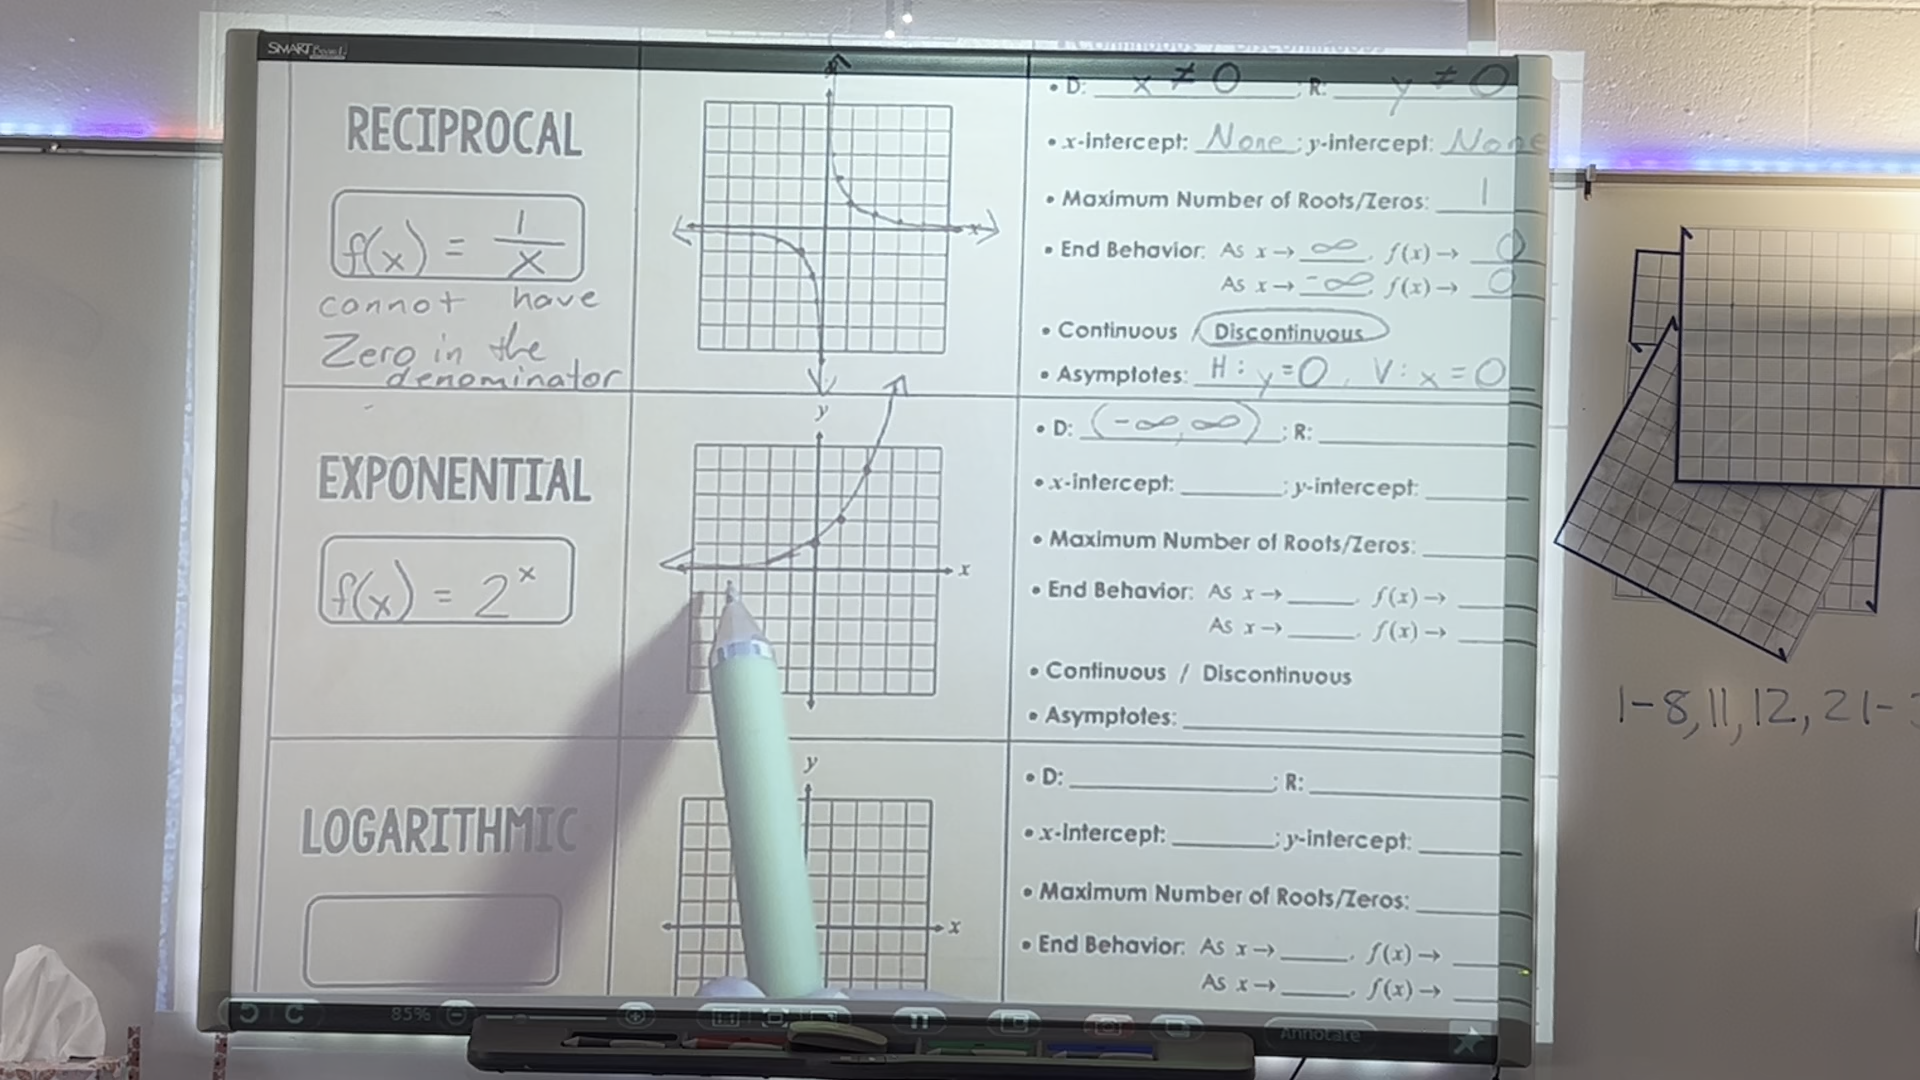 SMART Board
RECIPROCAL
f(x) = 1/x
cannot have
Zero in the
denominator
x
• D: x ≠ 0 ; R: y ≠ 0
• x-intercept: None ; y-intercept: None
• Maximum Number of Roots/Zeros: 1
• End Behavior: As x → ∞, f(x) → 0
As x → -∞, f(x) → 0
• Continuous / Discontinuous
• Asymptotes: H: y=0, V: x=0
EXPONENTIAL
f(x) = 2^x
y
x
• D: (-∞,∞) ; R:
• x-intercept: ; y-intercept:
• Maximum Number of Roots/Zeros:
• End Behavior: As x → , f(x) →
As x → , f(x) →
• Continuous / Discontinuous
• Asymptotes:
LOGARITHMIC
y
x
• D: ; R:
• x-intercept: ; y-intercept:
• Maximum Number of Roots/Zeros:
• End Behavior: As x → , f(x) →
As x → , f(x) →
85%
Annotate
1-8,11,12,21-